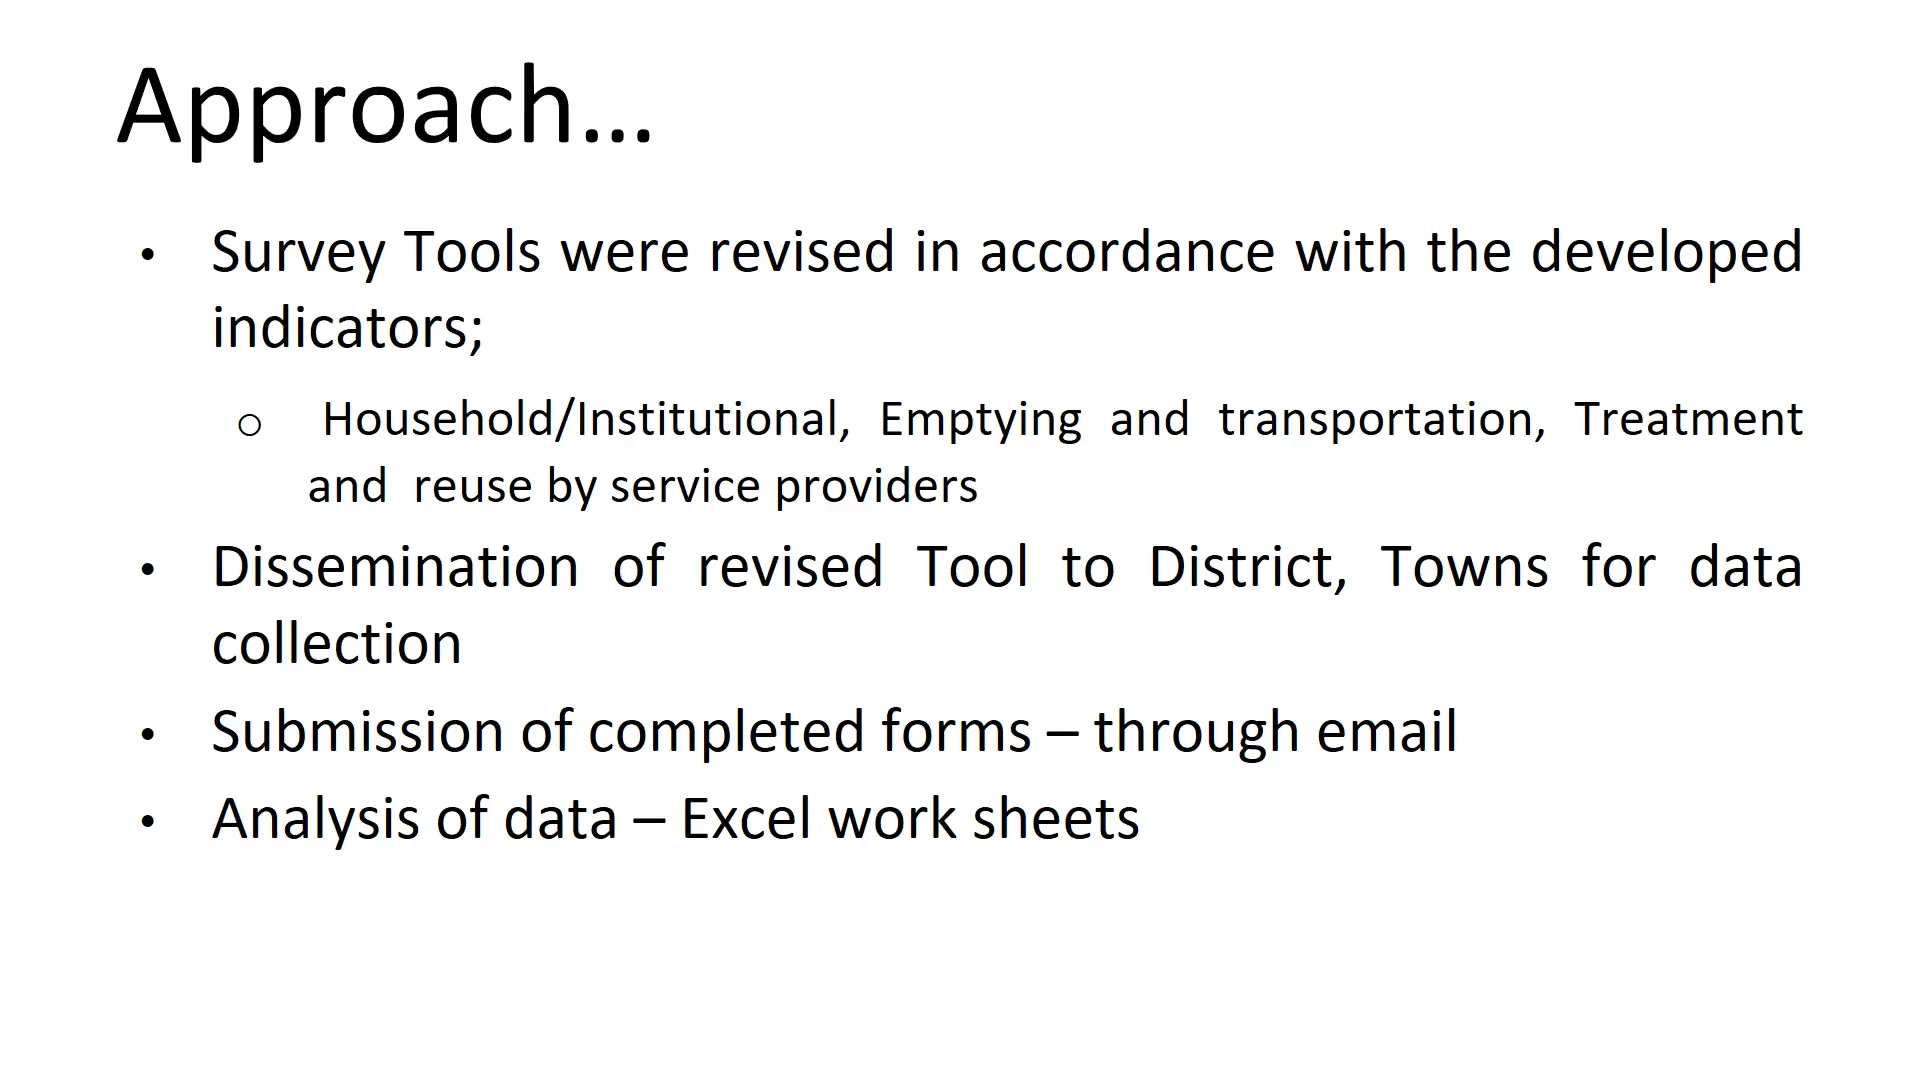 Approach...
• Survey Tools were revised in accordance with the developed
indicators;
○ Household/Institutional, Emptying and transportation, Treatment
and reuse by service providers
• Dissemination of revised Tool to District, Towns for data
collection
• Submission of completed forms – through email
• Analysis of data – Excel work sheets